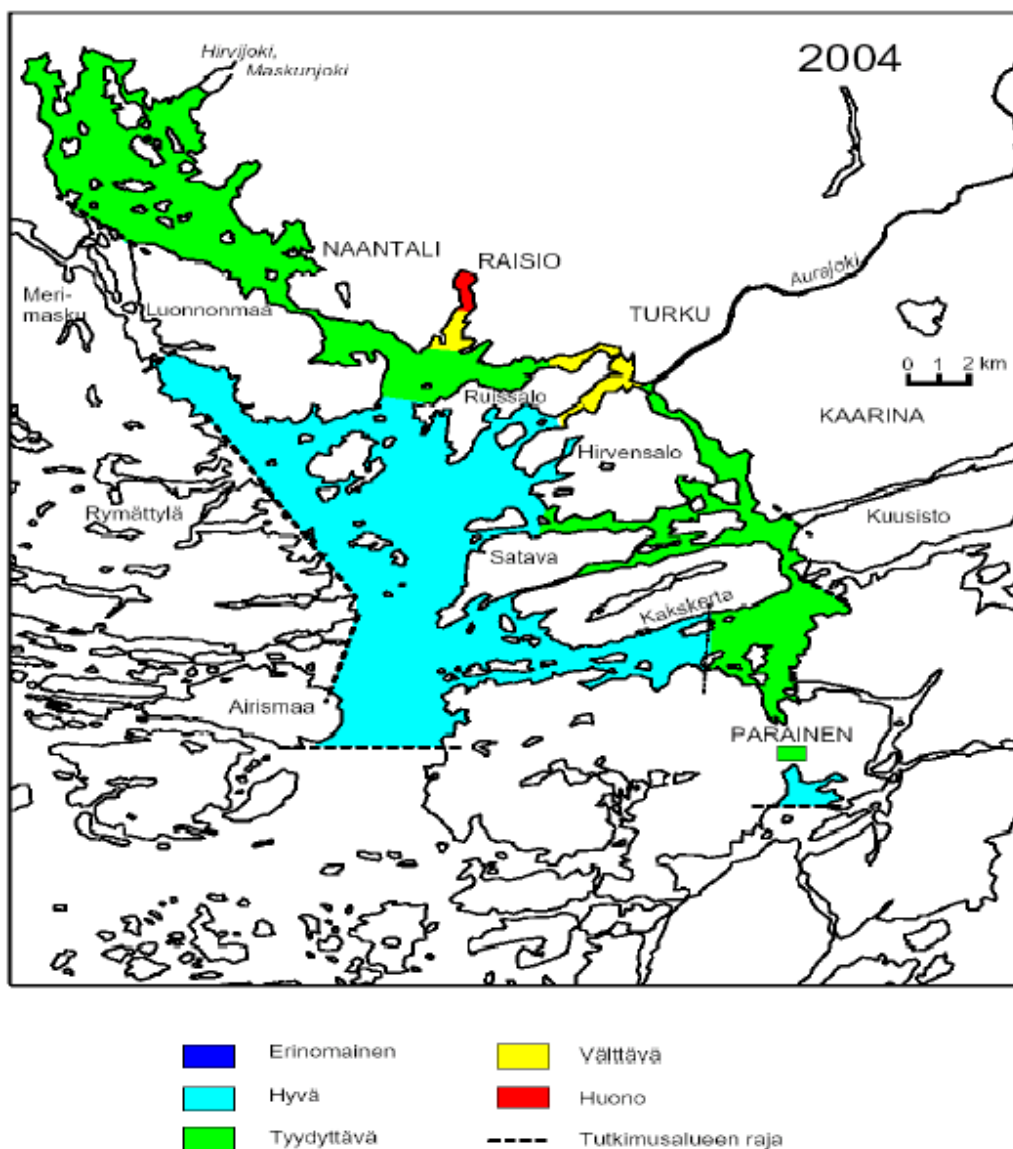 Hirvijoki,
Maskunjoki
2004
NAANTALI
RAISIO
Aurajoki
Meri-
masku
Luonnonmaa
TURKU
0 1 2 km
Ruissalo
KAARINA
Hirvensalo
Rymättylä
Kuusisto
Satava
Kakskerta
Airismaa
PARAINEN
Erinomainen
Välttävä
Hyvä
Huono
Tyydyttävä
Tutkimusalueen raja